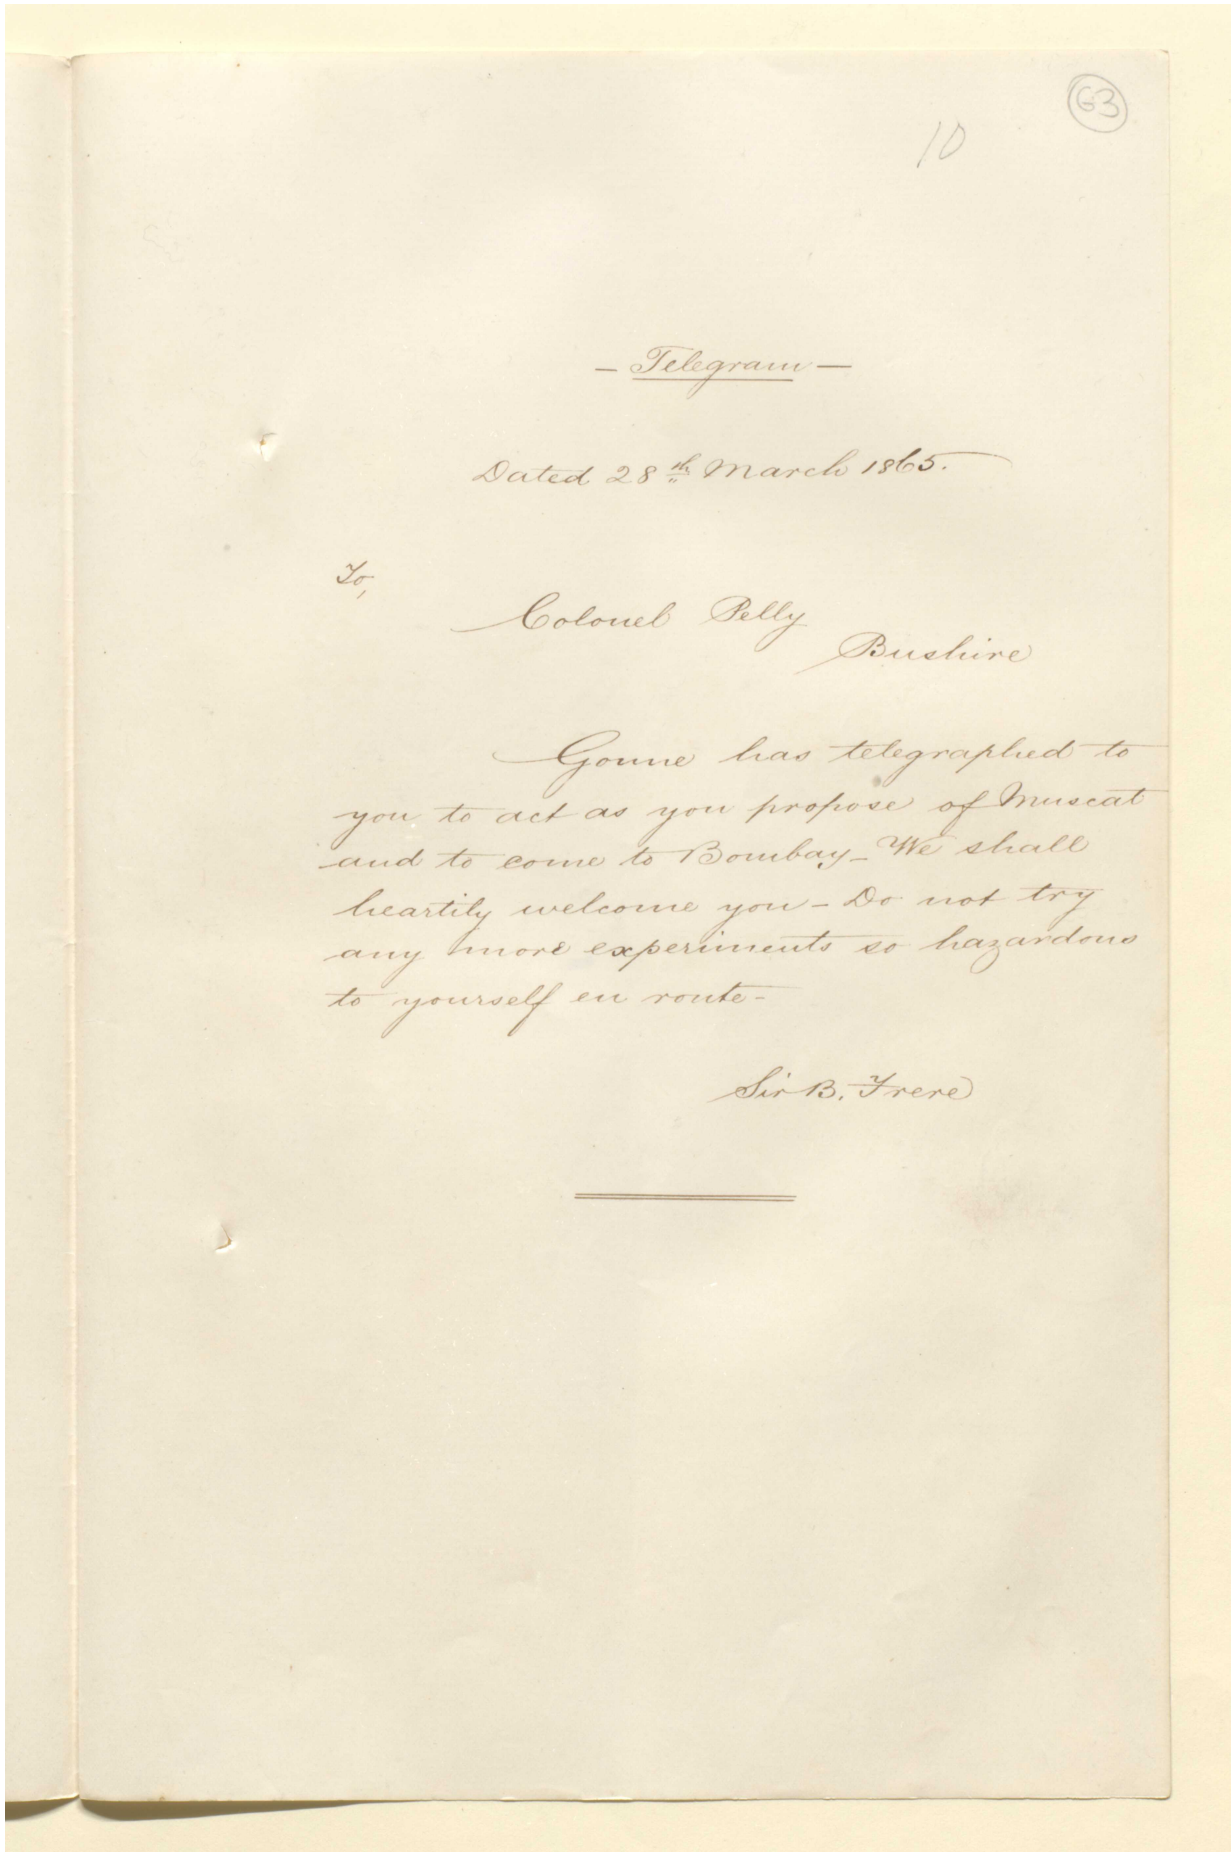 63
10
- Telegram -
Dated 28th March 1865.
To,
Colonel Pelly
Bushire
Gonne has telegraphed to
you to act as you propose of Muscat
and to come to Bombay - We shall
heartily welcome you - Do not try
any more experiments so hazardous
to yourself en route -
Sir B. Frere